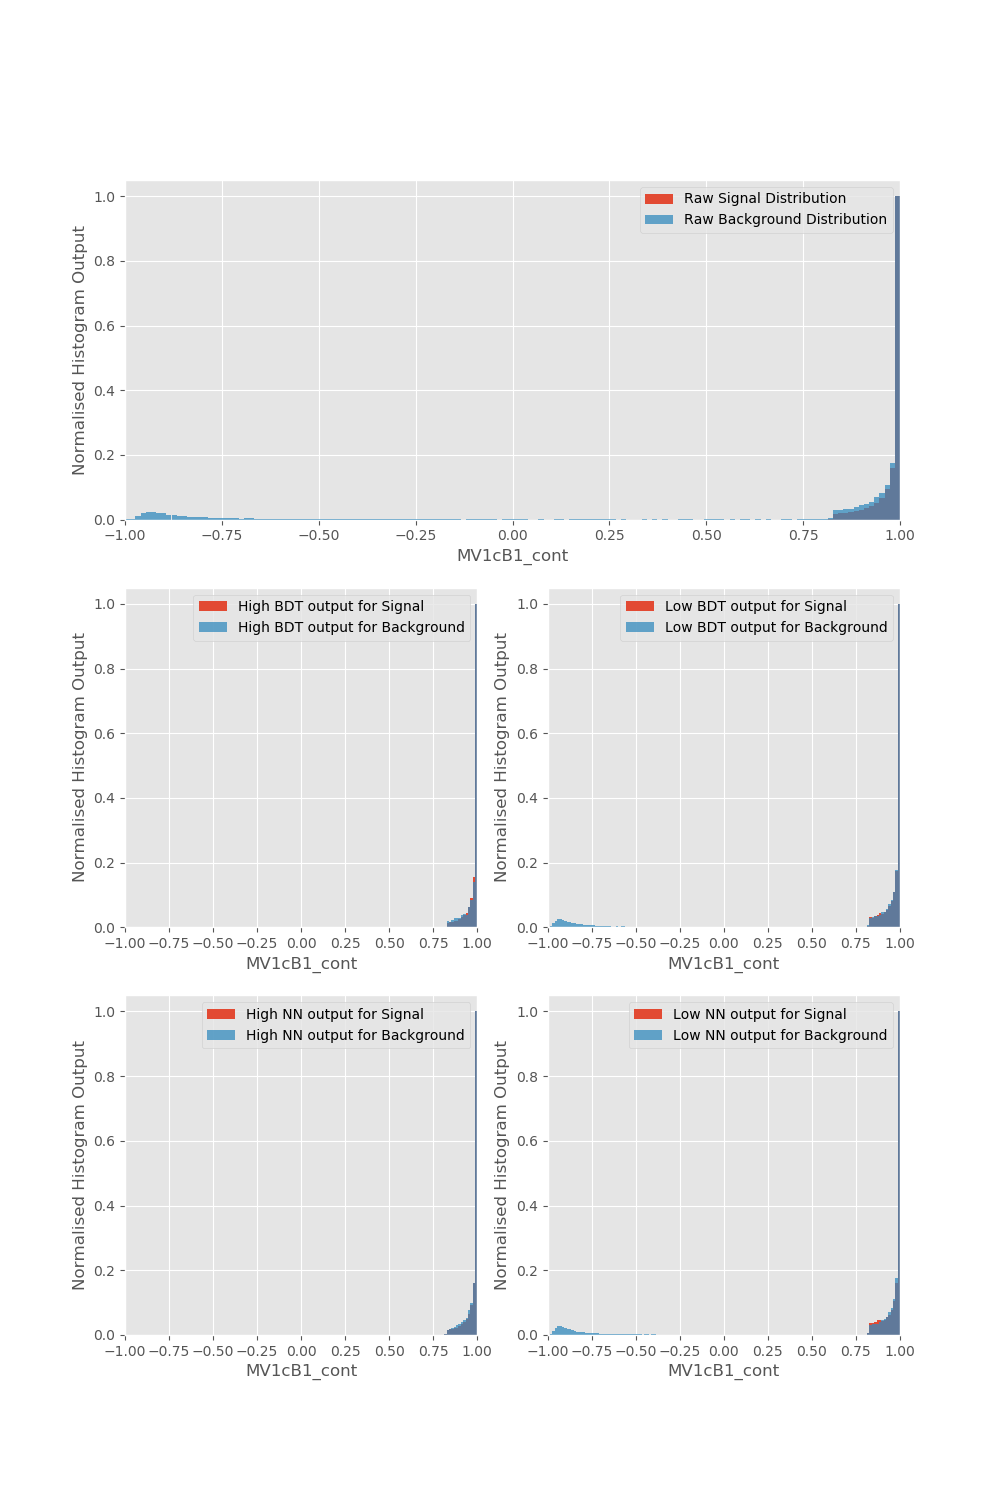 Raw Signal Distribution
Raw Background Distribution
Normalised Histogram Output
1.0
0.8
0.6
0.4
0.2
0.0
−1.00 −0.75 −0.50 −0.25 0.00 0.25 0.50 0.75 1.00
MV1cB1_cont
High BDT output for Signal
High BDT output for Background
Normalised Histogram Output
1.0
0.8
0.6
0.4
0.2
0.0
−1.00 −0.75 −0.50 −0.25 0.00 0.25 0.50 0.75 1.00
MV1cB1_cont
Low BDT output for Signal
Low BDT output for Background
Normalised Histogram Output
1.0
0.8
0.6
0.4
0.2
0.0
−1.00 −0.75 −0.50 −0.25 0.00 0.25 0.50 0.75 1.00
MV1cB1_cont
High NN output for Signal
High NN output for Background
Normalised Histogram Output
1.0
0.8
0.6
0.4
0.2
0.0
−1.00 −0.75 −0.50 −0.25 0.00 0.25 0.50 0.75 1.00
MV1cB1_cont
Low NN output for Signal
Low NN output for Background
Normalised Histogram Output
1.0
0.8
0.6
0.4
0.2
0.0
−1.00 −0.75 −0.50 −0.25 0.00 0.25 0.50 0.75 1.00
MV1cB1_cont